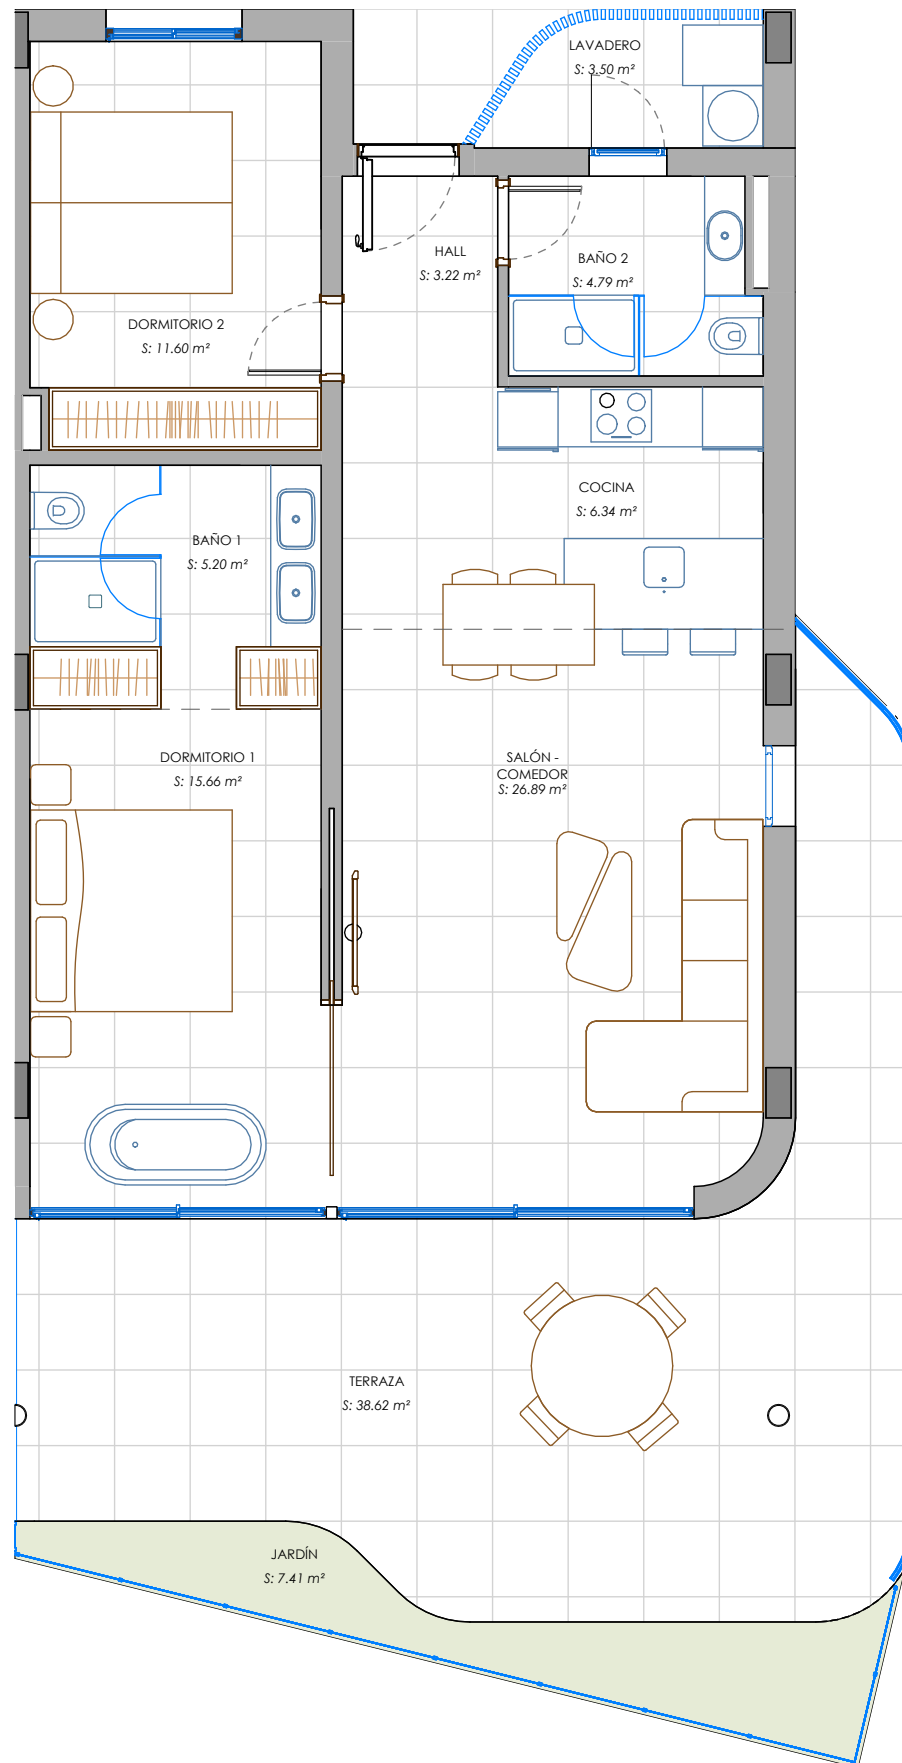 LAVADERO
S: 3.50 m²
HALL
S: 3.22 m²
BAÑO 2
S: 4.79 m²
DORMITORIO 2
S: 11.60 m²
COCINA
S: 6.34 m²
BAÑO 1
S: 5.20 m²
DORMITORIO 1
S: 15.66 m²
SALÓN -
COMEDOR
S: 26.89 m²
TERRAZA
S: 38.62 m²
JARDÍN
S: 7.41 m²